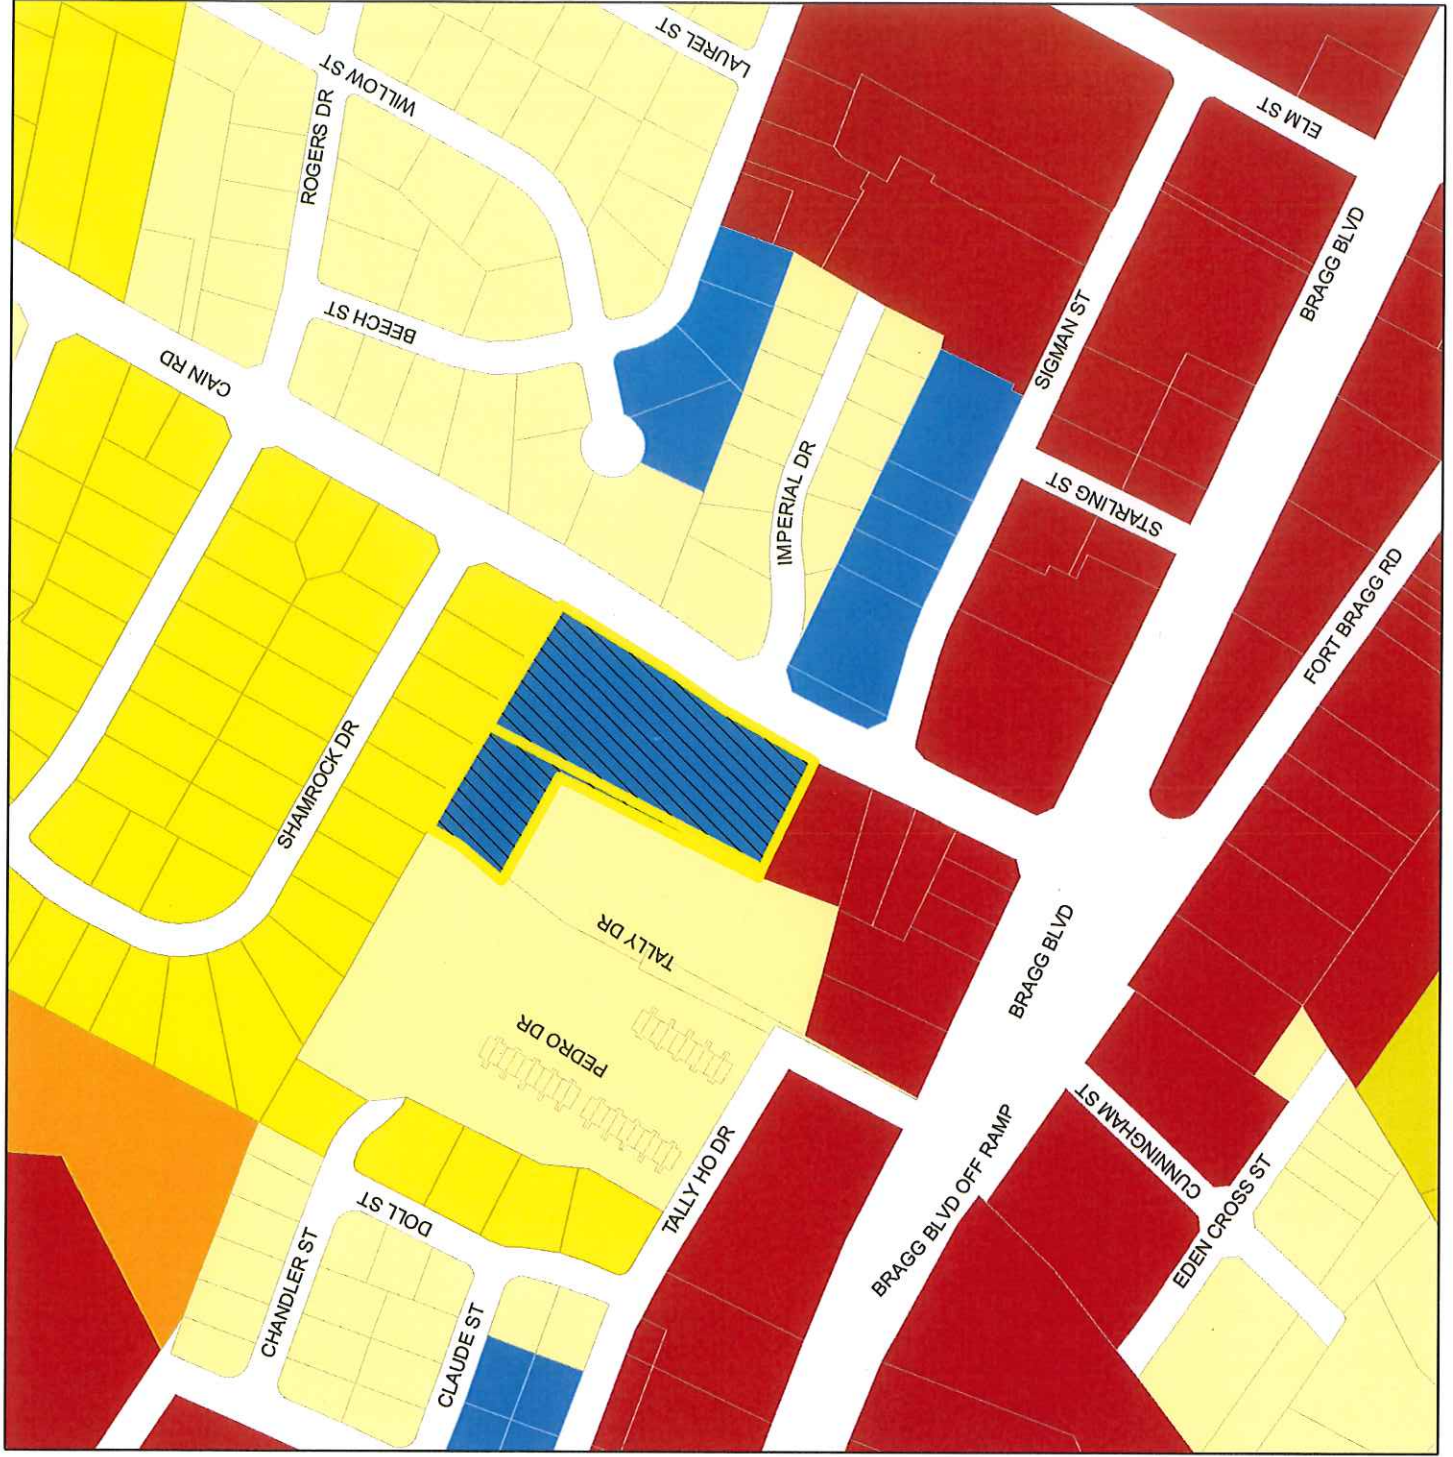 LAUREL ST
WILLOW ST
ELM ST
ROGERS DR
BRAGG BLVD
BEECH ST
SIGMAN ST
CAIN RD
IMPERIAL DR
STARLING ST
FORT BRAGG RD
SHAMROCK DR
TALLY DR
BRAGG BLVD
PEDRO DR
CUNNINGHAM ST
TALLY HO DR
BRAGG BLVD OFF RAMP
DOLL ST
EDEN CROSS ST
CHANDLER ST
CLAUDE ST